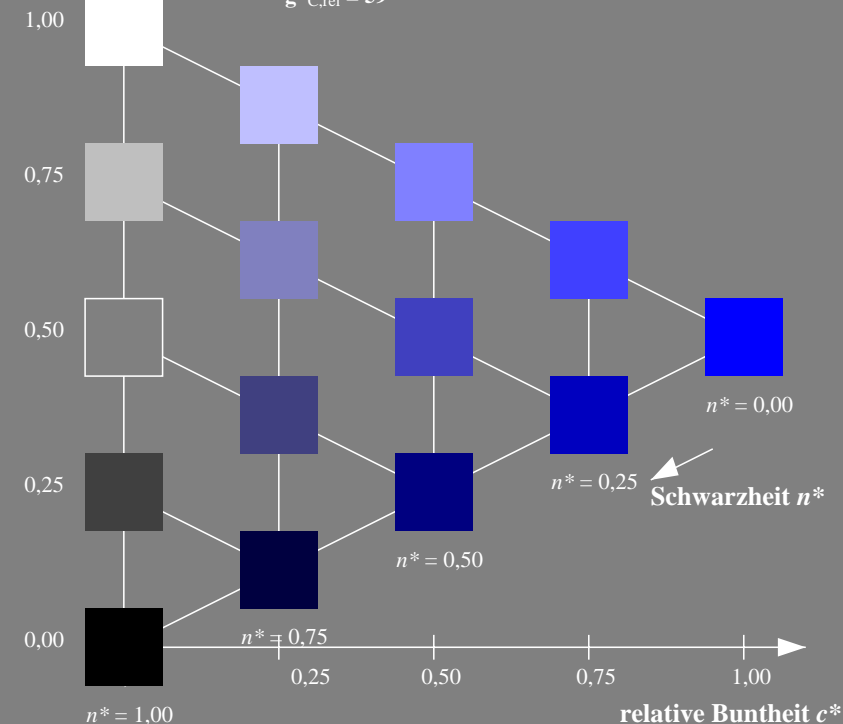 1,00
0,75
0,50
n* = 0,00
0,25
n* = 0,25
Schwarzheit n*
n* = 0,50
0,00
n* = 0,75
0,25
0,50
0,75
1,00
n* = 1,00
relative Buntheit c*